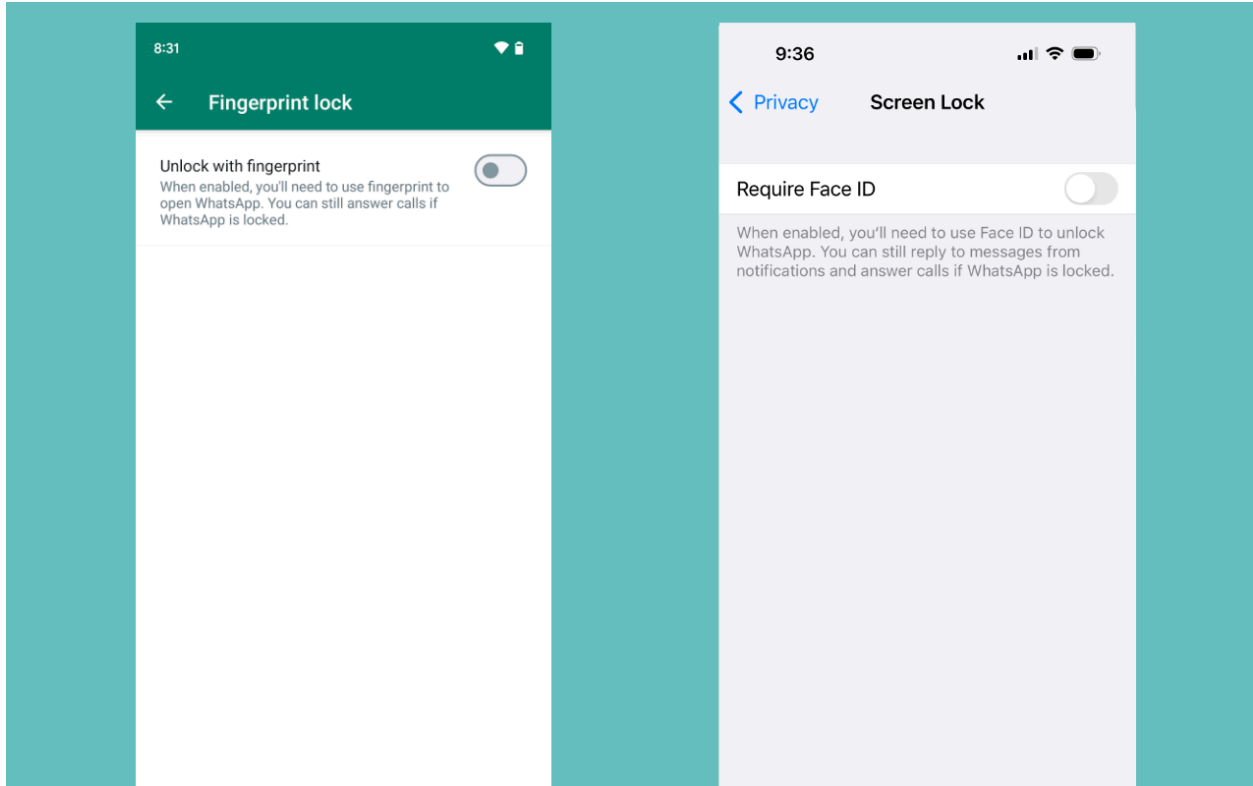 8:31
Fingerprint lock
Unlock with fingerprint
When enabled, you'll need to use fingerprint to
open WhatsApp. You can still answer calls if
WhatsApp is locked.
9:36
Privacy
Screen Lock
Require Face ID
When enabled, you'll need to use Face ID to unlock
WhatsApp. You can still reply to messages from
notifications and answer calls if WhatsApp is locked.